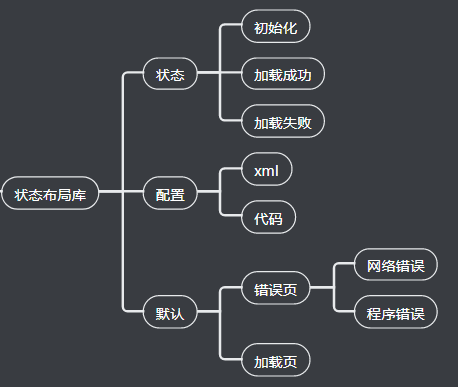 状态布局库
状态
初始化
加载成功
加载失败
配置
xml
代码
默认
错误页
网络错误
程序错误
加载页